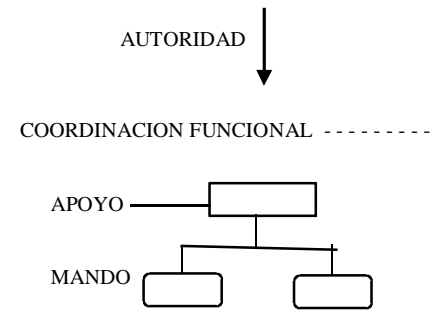 AUTORIDAD
COORDINACION FUNCIONAL - - - - - - - - -
APOYO
MANDO